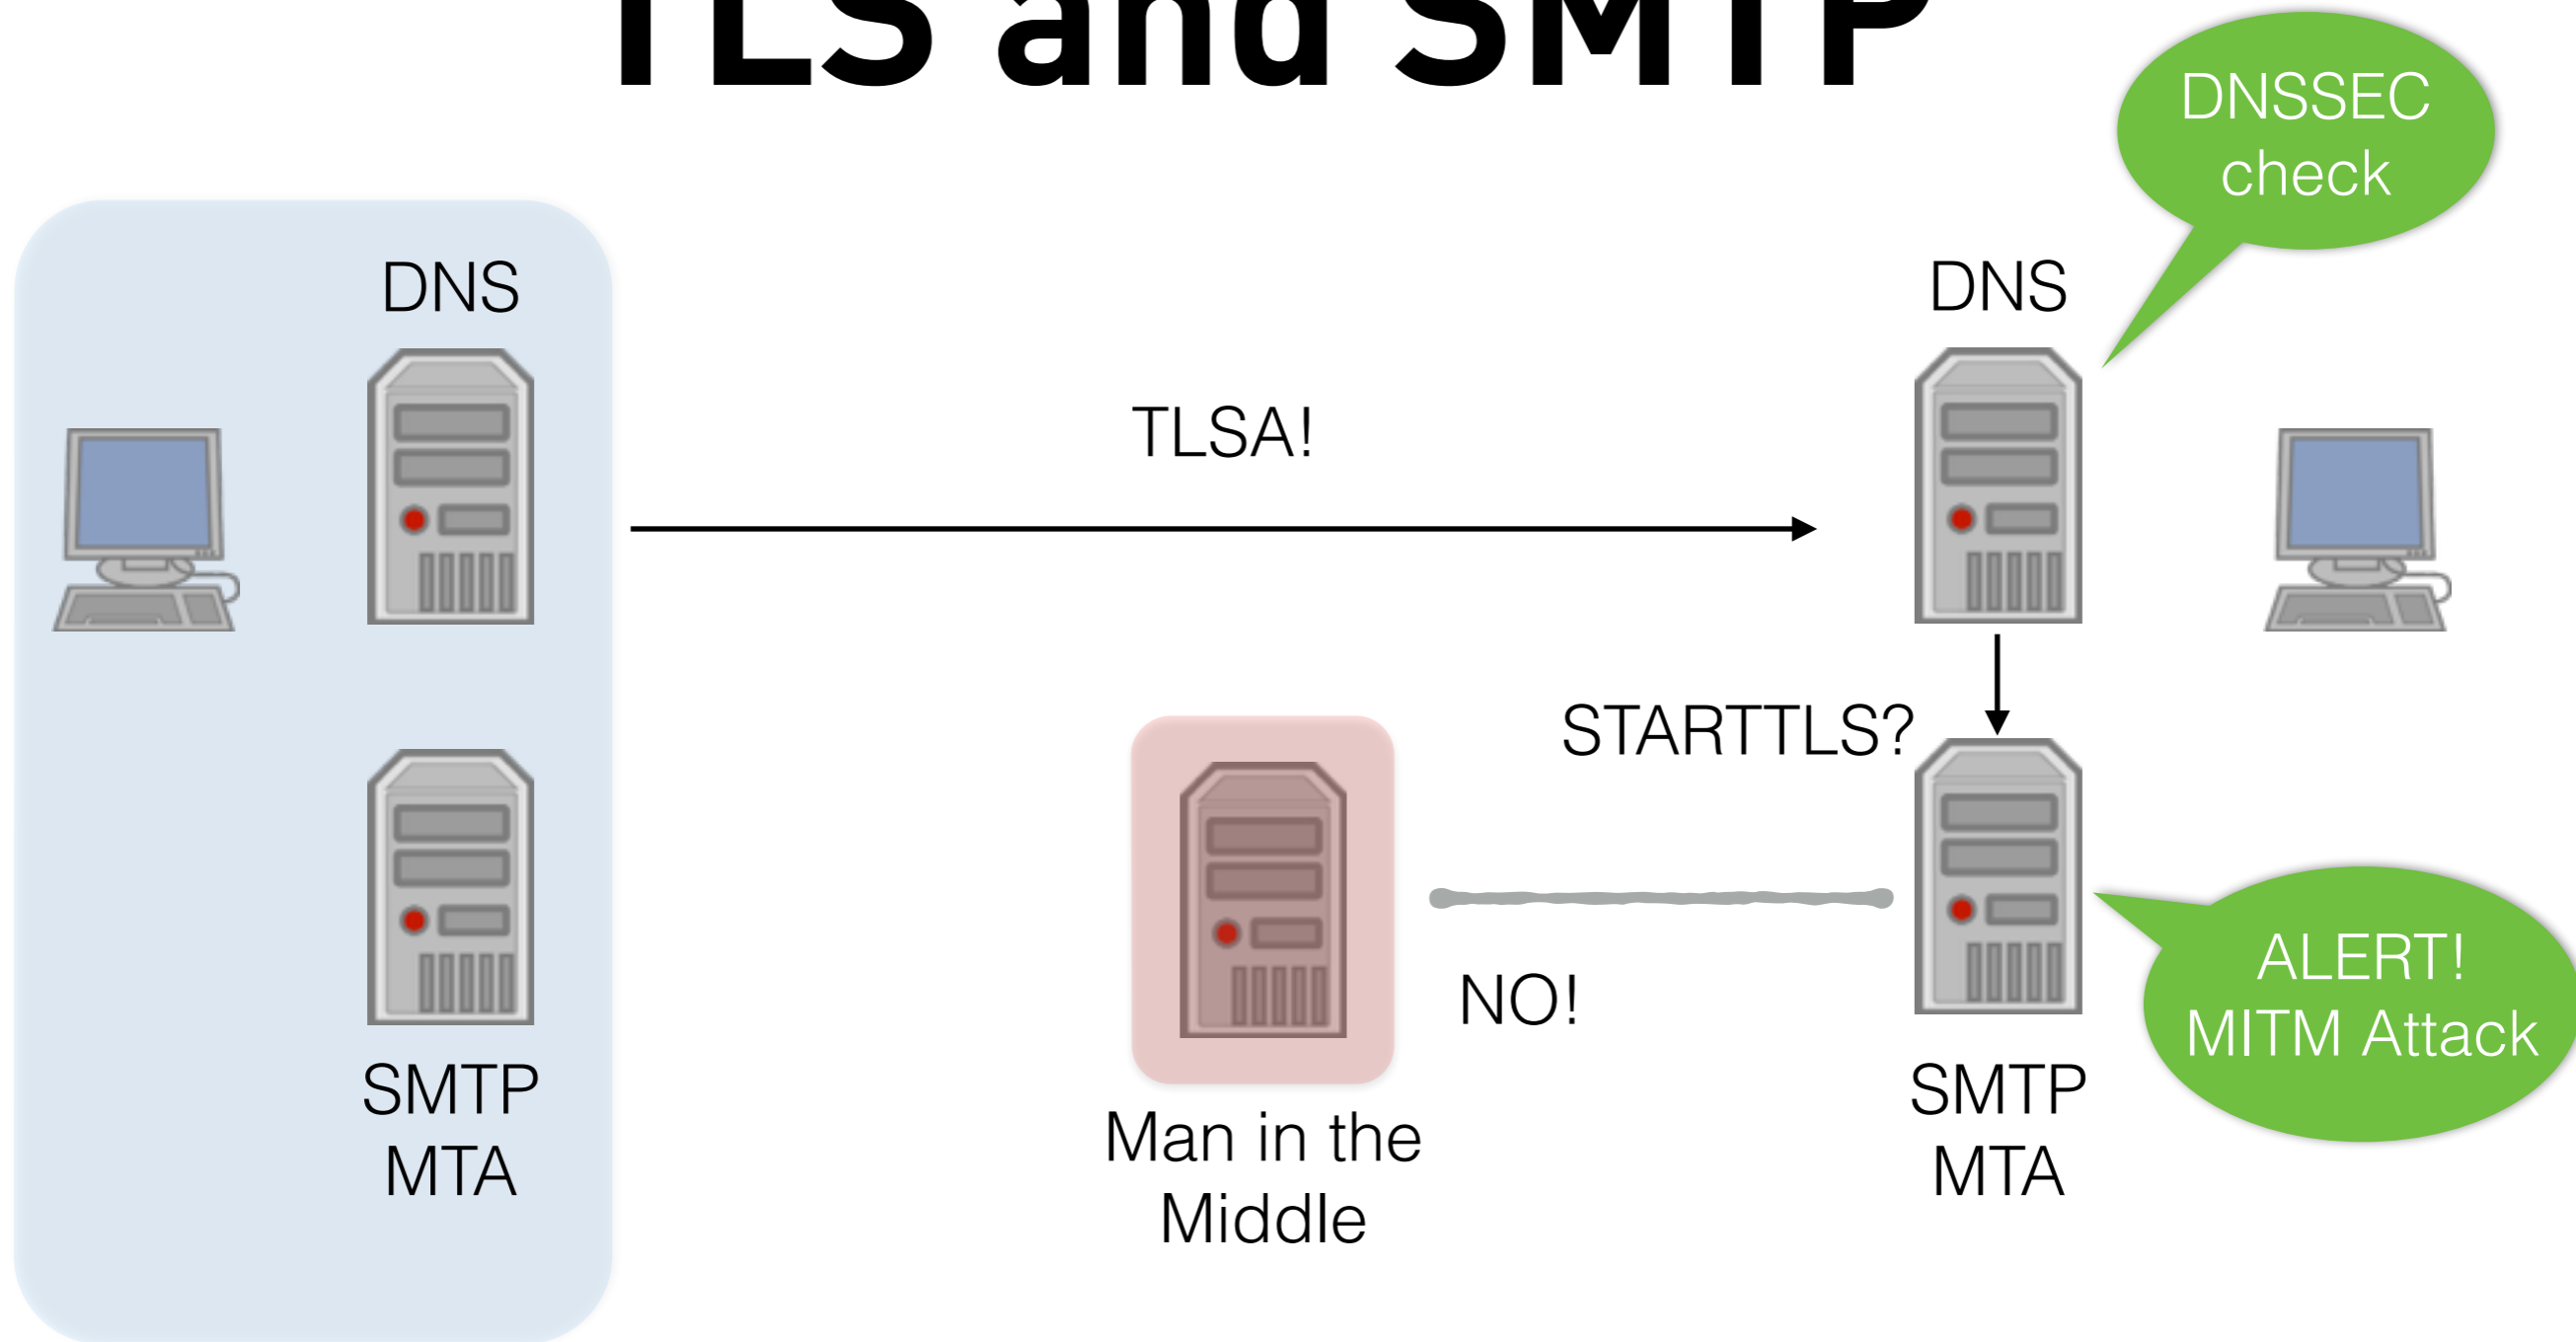 TLS and SMTP
DNSSEC
check
DNS
DNS
TLSA!
STARTTLS?
NO!
ALERT!
MITM Attack
SMTP
MTA
Man in the
Middle
SMTP
MTA